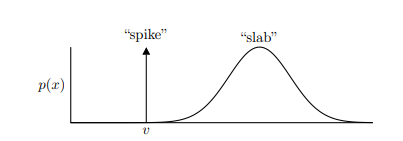 “spike”
“slab”
p(x)
v